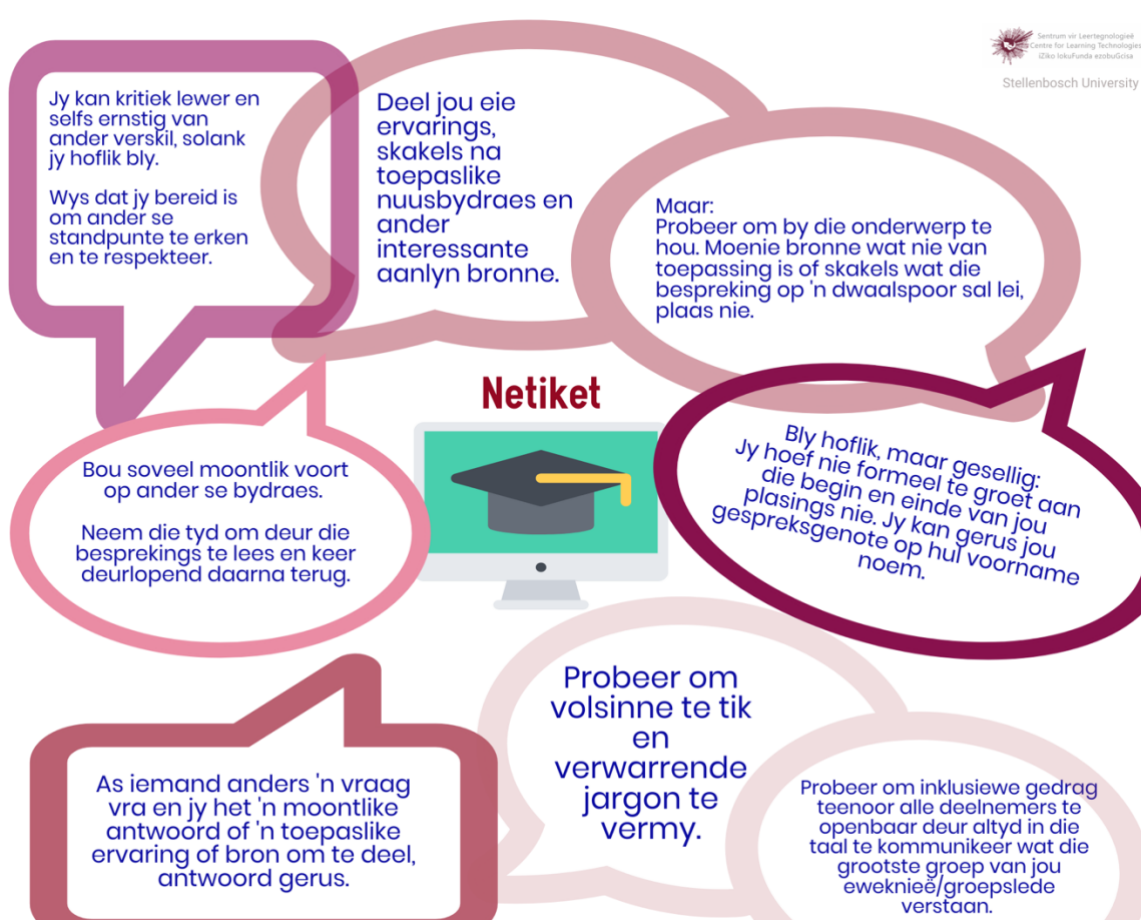 Sentrum vir Leertegnologieë
Centre for Learning Technologies
iZiko lokuFunda ezobuGcisa
Stellenbosch University
Jy kan kritiek lewer en
selfs ernstig van
ander verskil, solank
jy hoflik bly.
Wys dat jy bereid is
om ander se
standpunte te erken
en te respekteer.
Deel jou eie
ervarings,
skakels na
toepaslike
nuusbydraes en
ander
interessante
aanlyn bronne.
Maar:
Probeer om by die onderwerp te
hou. Moenie bronne wat nie van
toepassing is of skakels wat die
bespreking op 'n dwaalspoor sal lei,
plaas nie.
Netiket
Bou soveel moontlik voort
op ander se bydraes.
Neem die tyd om deur die
besprekings te lees en keer
deurlopend daarna terug.
Bly hoflik, maar gesellig:
Jy hoef nie formeel te groet aan
die begin en einde van jou
plasings nie. Jy kan gerus jou
gespreksgenote op hul voorname
noem.
As iemand anders 'n vraag
vra en jy het 'n moontlike
antwoord of 'n toepaslike
ervaring of bron om te deel,
antwoord gerus.
Probeer om
volsinne te tik
en
verwarrende
jargon te
vermy.
Probeer om inklusiewe gedrag
teenoor alle deelnemers te
openbaar deur altyd in die
taal te kommunikeer wat die
grootste groep van jou
eweknieë/groepslede
verstaan.